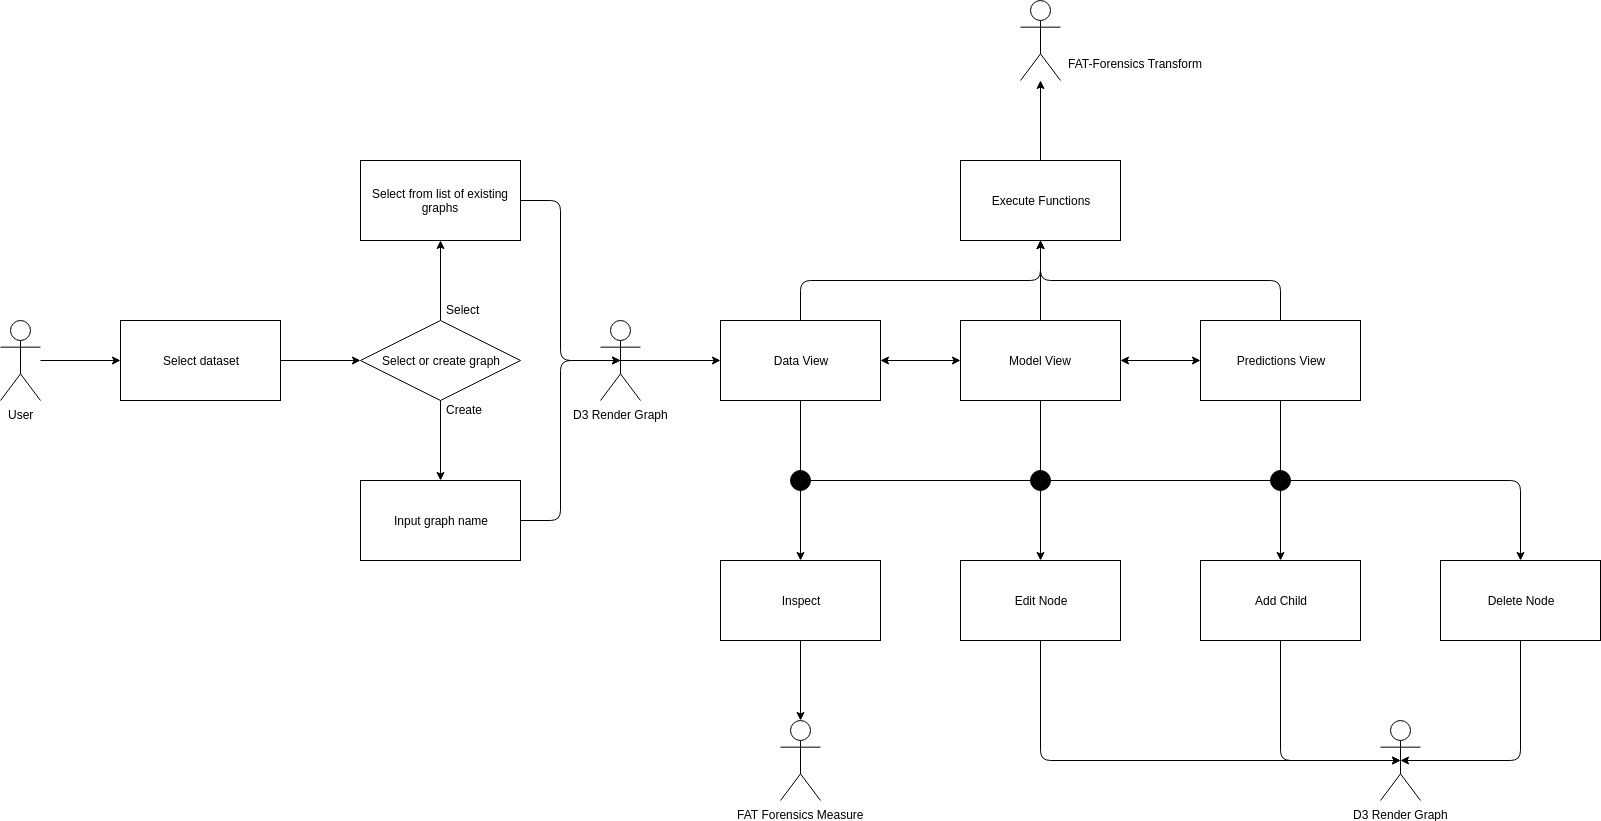 FAT-Forensics Transform
Select from list of existing
graphs
Execute Functions
Select
Select dataset
Select or create graph
Data View
Model View
Predictions View
User
Create
D3 Render Graph
Input graph name
Inspect
Edit Node
Add Child
Delete Node
FAT Forensics Measure
D3 Render Graph